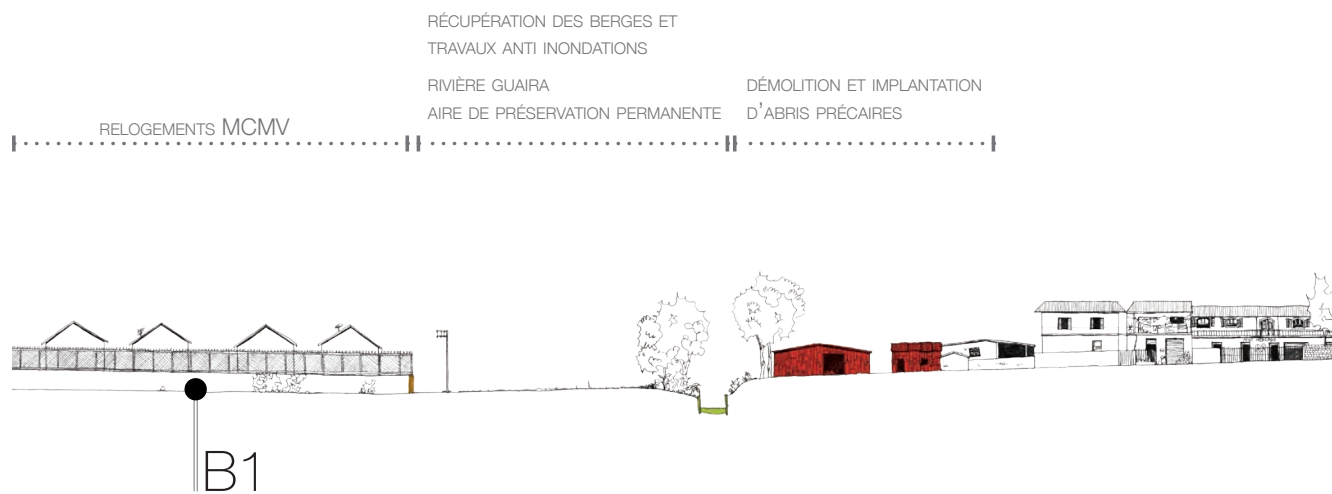 RÉCUPÉRATION DES BERGES ET
TRAVAUX ANTI INONDATIONS
RIVIÈRE GUAIRA
AIRE DE PRÉSERVATION PERMANENTE
DÉMOLITION ET IMPLANTATION
D'ABRIS PRÉCAIRES
RELOGEMENTS MCMV
B1